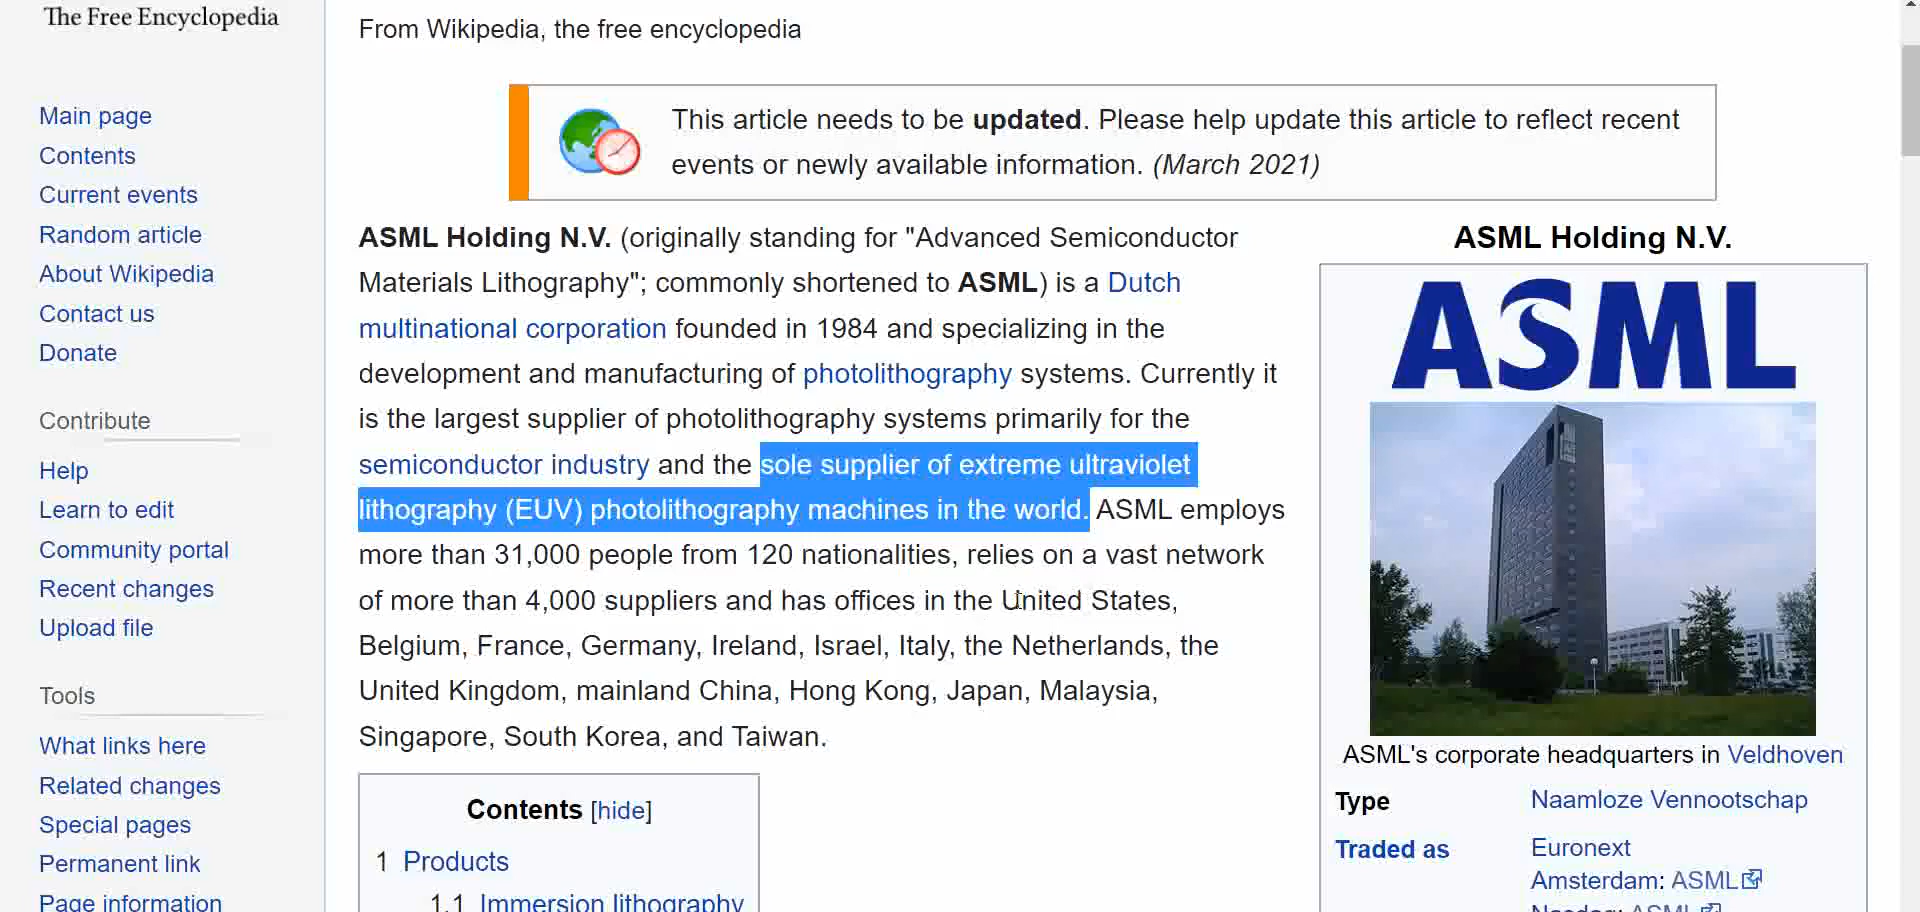 The Free Encyclopedia
Main page
Contents
Current events
Random article
About Wikipedia
Contact us
Donate
Contribute
Help
Learn to edit
Community portal
Recent changes
Upload file
Tools
What links here
Related changes
Special pages
Permanent link
Page information
From Wikipedia, the free encyclopedia
This article needs to be updated. Please help update this article to reflect recent
events or newly available information. (March 2021)
ASML Holding N.V. (originally standing for "Advanced Semiconductor
Materials Lithography"; commonly shortened to ASML) is a Dutch
multinational corporation founded in 1984 and specializing in the
development and manufacturing of photolithography systems. Currently it
is the largest supplier of photolithography systems primarily for the
semiconductor industry and the sole supplier of extreme ultraviolet
lithography (EUV) photolithography machines in the world. ASML employs
more than 31,000 people from 120 nationalities, relies on a vast network
of more than 4,000 suppliers and has offices in the United States,
Belgium, France, Germany, Ireland, Israel, Italy, the Netherlands, the
United Kingdom, mainland China, Hong Kong, Japan, Malaysia,
Singapore, South Korea, and Taiwan.
Contents [hide]
1 Products
1.1 Immersion lithography
ASML Holding N.V.
ASML
ASML's corporate headquarters in Veldhoven
Type Naamloze Vennootschap
Traded as Euronext
Amsterdam: ASML
Nasdaq: ASML